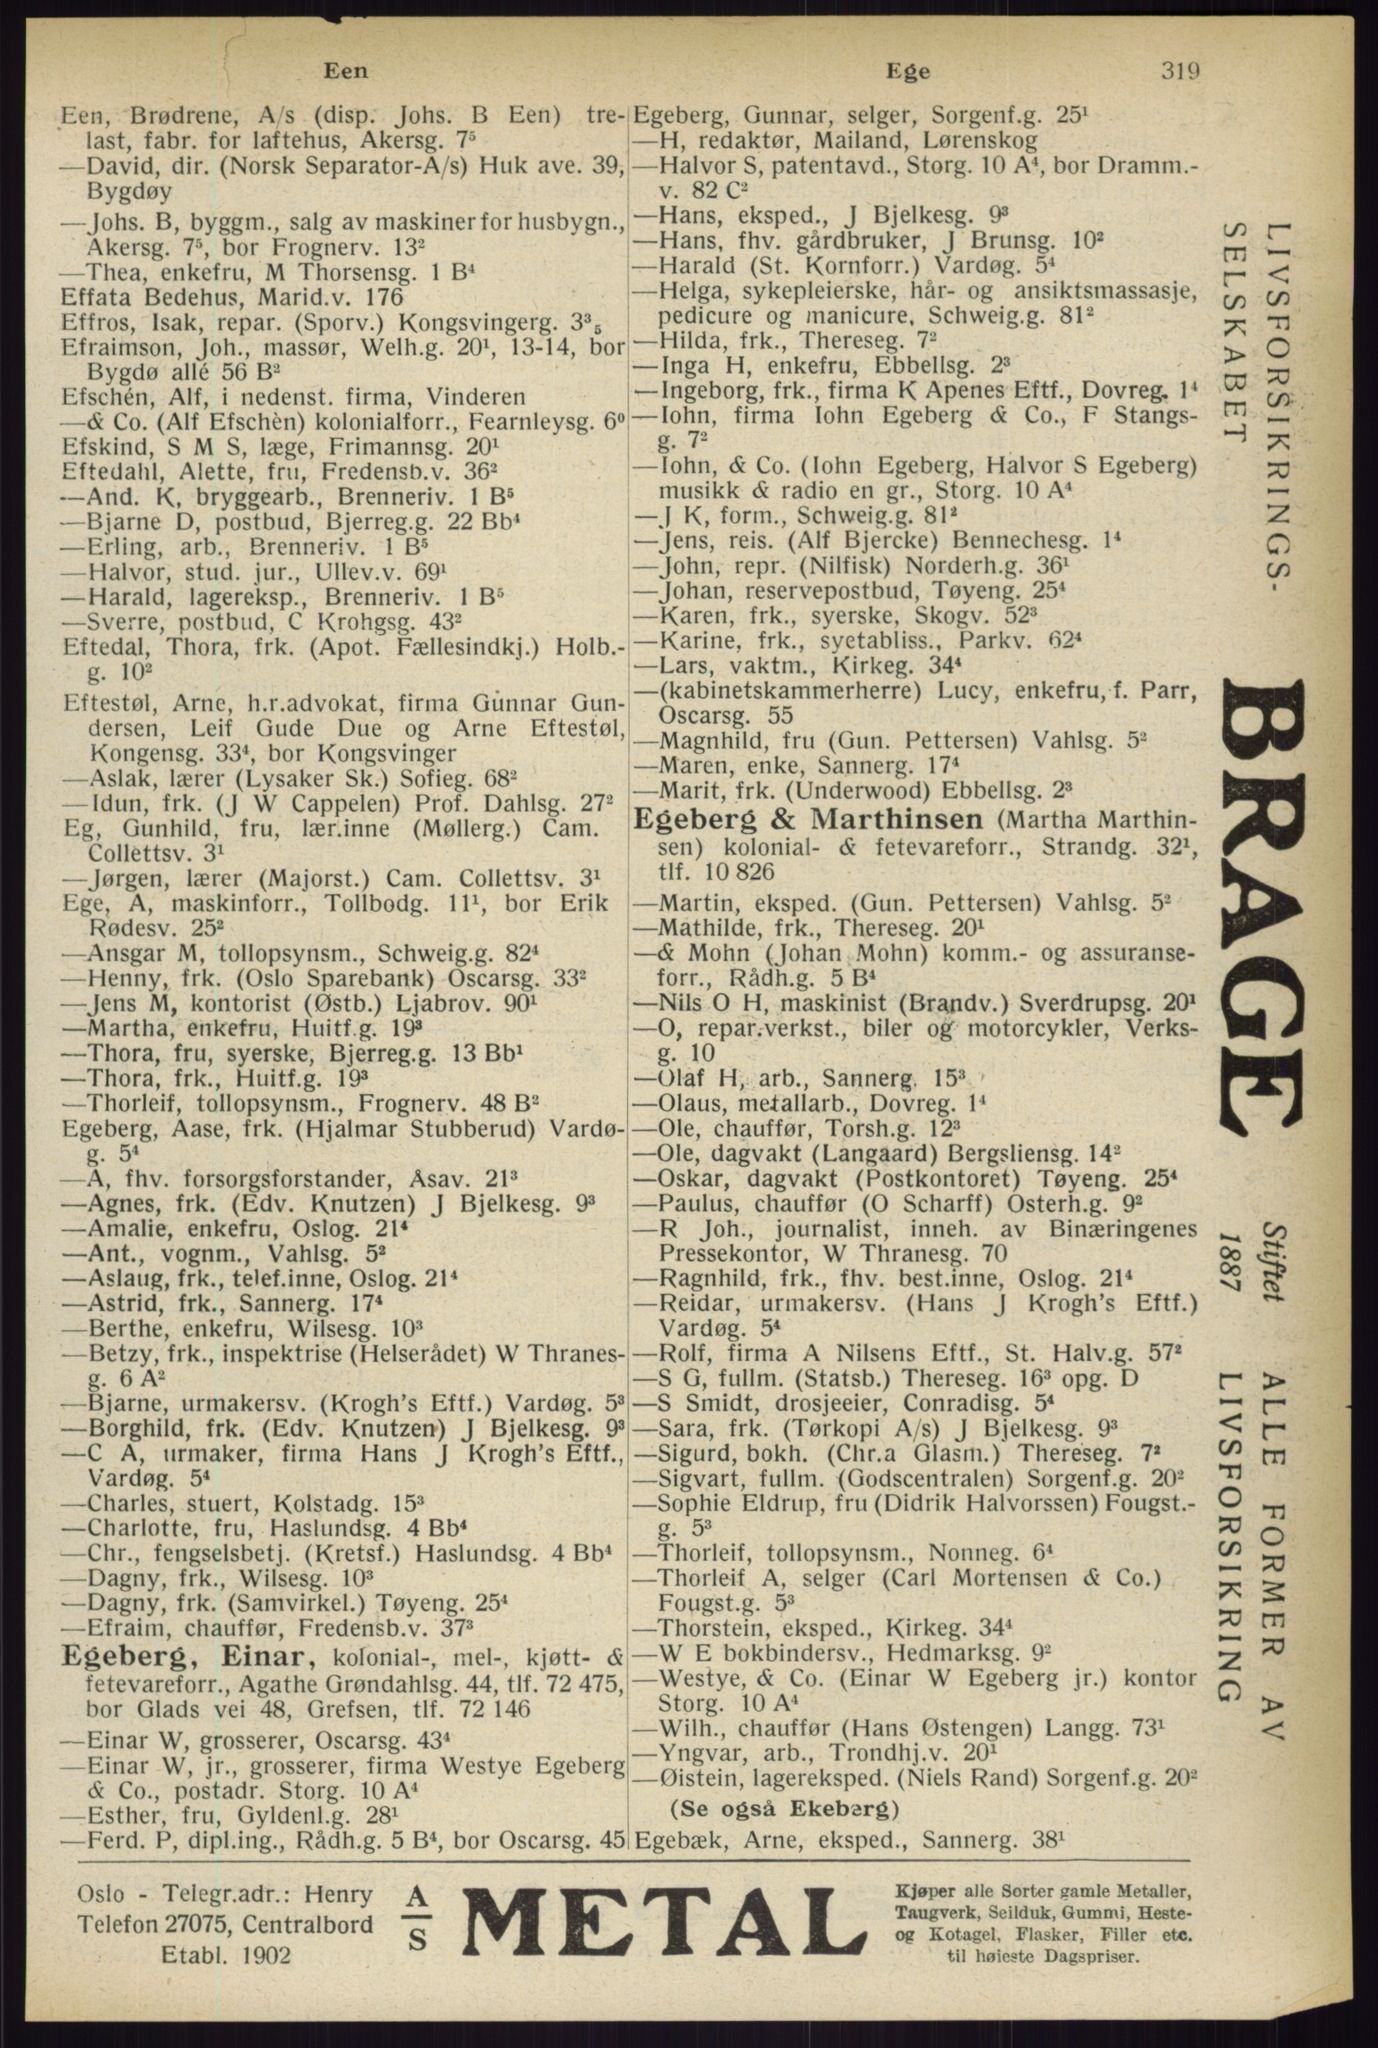 Een
Ege
319
Een, Brødrene, A/s (disp. Johs. B Een) tre-
last, fabr. for laftehus, Akersg. 7⁵
—David, dir. (Norsk Separator-A/s) Huk ave. 39,
Bygdøy
—Johs. B, byggm., salg av maskiner for husbygn.,
Akersg. 7⁵, bor Frognerv. 13²
—Thea, enkefru, M Thorsensg. 1 B⁴
Effata Bedehus, Marid.v. 176
Effros, Isak, repar. (Sporv.) Kongsvingerg. 3³₅
Efraimson, Joh., massør, Welh.g. 20¹, 13-14, bor
Bygdø allé 56 B²
Efschén, Alf, i nedenst. firma, Vinderen
—& Co. (Alf Efschèn) kolonialforr., Fearnleysg. 6⁰
Efskind, S M S, læge, Frimannsg. 20¹
Eftedahl, Alette, fru, Fredensb.v. 36²
—And. K, bryggearb., Brenneriv. 1 B⁵
—Bjarne D, postbud, Bjerreg.g. 22 Bb⁴
—Erling, arb., Brenneriv. 1 B⁵
—Halvor, stud. jur., Ullev.v. 69¹
—Harald, lagereksp., Brenneriv. 1 B⁵
—Sverre, postbud, C Krohgsg. 43²
Eftedal, Thora, frk. (Apot. Fællesindkj.) Holb.-
g. 10²
Eftestøl, Arne, h.r.advokat, firma Gunnar Gun-
dersen, Leif Gude Due og Arne Eftestøl,
Kongensg. 33⁴, bor Kongsvinger
—Aslak, lærer (Lysaker Sk.) Sofieg. 68²
—Idun, frk. (J W Cappelen) Prof. Dahlsg. 27²
Eg, Gunhild, fru, lær.inne (Møllerg.) Cam.
Collettsv. 3¹
—Jørgen, lærer (Majorst.) Cam. Collettsv. 3¹
Ege, A, maskinforr., Tollbodg. 11¹, bor Erik
Rødesv. 25²
—Ansgar M, tollopsynsm., Schweig.g. 82⁴
—Henny, frk. (Oslo Sparebank) Oscarsg. 33²
—Jens M, kontorist (Østb.) Ljabrov. 90¹
—Martha, enkefru, Huitf.g. 19³
—Thora, fru, syerske, Bjerreg.g. 13 Bb¹
—Thora, frk., Huitf.g. 19³
—Thorleif, tollopsynsm., Frognerv. 48 B²
Egeberg, Aase, frk. (Hjalmar Stubberud) Vardø-
g. 5⁴
—A, fhv. forsorgsforstander, Åsav. 21³
—Agnes, frk. (Edv. Knutzen) J Bjelkesg. 9³
—Amalie, enkefru, Oslog. 21⁴
—Ant., vognm., Vahlsg. 5²
—Aslaug, frk., telef.inne, Oslog. 21⁴
—Astrid, frk., Sannerg. 17⁴
—Berthe, enkefru, Wilsesg. 10³
—Betzy, frk., inspektrise (Helserådet) W Thranes-
g. 6 A²
—Bjarne, urmakersv. (Krogh's Eftf.) Vardøg. 5³
—Borghild, frk. (Edv. Knutzen) J Bjelkesg. 9³
—C A, urmaker, firma Hans J Krogh's Eftf.,
Vardøg. 5⁴
—Charles, stuert, Kolstadg. 15³
—Charlotte, fru, Haslundsg. 4 Bb⁴
—Chr., fengselsbetj. (Kretsf.) Haslundsg. 4 Bb⁴
—Dagny, frk., Wilsesg. 10³
—Dagny, frk. (Samvirkel.) Tøyeng. 25⁴
—Efraim, chauffør, Fredensb.v. 37³
Egeberg, Einar, kolonial-, mel-, kjøtt- &
fetevareforr., Agathe Grøndahlsg. 44, tlf. 72 475,
bor Glads vei 48, Grefsen, tlf. 72 146
—Einar W, grosserer, Oscarsg. 43⁴
—Einar W, jr., grosserer, firma Westye Egeberg
& Co., postadr. Storg. 10 A⁴
—Esther, fru, Gyldenl.g. 28¹
—Ferd. P, dipl.ing., Rådh.g. 5 B⁴, bor Oscarsg. 45
Egeberg, Gunnar, selger, Sorgenf.g. 25¹
—H, redaktør, Mailand, Lørenskog
—Halvor S, patentavd., Storg. 10 A⁴, bor Dramm.-
v. 82 C²
—Hans, eksped., J Bjelkesg. 9³
—Hans, fhv. gårdbruker, J Brunsg. 10²
—Harald (St. Kornforr.) Vardøg. 5⁴
—Helga, sykepleierske, hår- og ansiktsmassasje,
pedicure og manicure, Schweig.g. 81²
—Hilda, frk., Thereseg. 7²
—Inga H, enkefru, Ebbellsg. 2³
—Ingeborg, frk., firma K Apenes Eftf., Dovreg. 1⁴
—Iohn, firma Iohn Egeberg & Co., F Stangs-
g. 7²
—Iohn, & Co. (Iohn Egeberg, Halvor S Egeberg)
musikk & radio en gr., Storg. 10 A⁴
—J K, form., Schweig.g. 81²
—Jens, reis. (Alf Bjercke) Bennechesg. 1⁴
—John, repr. (Nilfisk) Norderh.g. 36¹
—Johan, reservepostbud, Tøyeng. 25⁴
—Karen, frk., syerske, Skogv. 52³
—Karine, frk., syetabliss., Parkv. 62⁴
—Lars, vaktm., Kirkeg. 34⁴
—(kabinetskammerherre) Lucy, enkefru, f. Parr,
Oscarsg. 55
—Magnhild, fru (Gun. Pettersen) Vahlsg. 5²
—Maren, enke, Sannerg. 17⁴
—Marit, frk. (Underwood) Ebbellsg. 2³
Egeberg & Marthinsen (Martha Marthin-
sen) kolonial- & fetevareforr., Strandg. 32¹,
tlf. 10 826
—Martin, eksped. (Gun. Pettersen) Vahlsg. 5²
—Mathilde, frk., Thereseg. 20¹
—& Mohn (Johan Mohn) komm.- og assuranse-
forr., Rådh.g. 5 B⁴
—Nils O H, maskinist (Brandv.) Sverdrupsg. 20¹
—O, repar.verkst., biler og motorcykler, Verks-
g. 10
—Olaf H, arb., Sannerg. 15³
—Olaus, metallarb., Dovreg. 1⁴
—Ole, chauffør, Torsh.g. 12³
—Ole, dagvakt (Langaard) Bergsliensg. 14²
—Oskar, dagvakt (Postkontoret) Tøyeng. 25⁴
—Paulus, chauffør (O Scharff) Osterh.g. 9²
—R Joh., journalist, inneh. av Binæringenes
Pressekontor, W Thranesg. 70
—Ragnhild, frk., fhv. best.inne, Oslog. 21⁴
—Reidar, urmakersv. (Hans J Krogh's Eftf.)
Vardøg. 5⁴
—Rolf, firma A Nilsens Eftf., St. Halv.g. 57²
—S G, fullm. (Statsb.) Thereseg. 16³ opg. D
—S Smidt, drosjeeier, Conradisg. 5⁴
—Sara, frk. (Tørkopi A/s) J Bjelkesg. 9³
—Sigurd, bokh. (Chr.a Glasm.) Thereseg. 7²
—Sigvart, fullm. (Godscentralen) Sorgenf.g. 20²
—Sophie Eldrup, fru (Didrik Halvorssen) Fougst.-
g. 5³
—Thorleif, tollopsynsm., Nonneg. 6⁴
—Thorleif A, selger (Carl Mortensen & Co.)
Fougst.g. 5³
—Thorstein, eksped., Kirkeg. 34⁴
—W E bokbindersv., Hedmarksg. 9²
—Westye, & Co. (Einar W Egeberg jr.) kontor
Storg. 10 A⁴
—Wilh., chauffør (Hans Østengen) Langg. 73¹
—Yngvar, arb., Trondhj.v. 20¹
—Øistein, lagereksped. (Niels Rand) Sorgenf.g. 20²
(Se også Ekeberg)
Egebæk, Arne, eksped., Sannerg. 38¹
LIVSFORSIKRINGS-
SELSKABET
BRAGE
Stiftet
1887
ALLE FORMER AV
LIVSFORSIKRING
Oslo - Telegr.adr.: Henry
Telefon 27075, Centralbord
Etabl. 1902
A/S METAL
Kjøper alle Sorter gamle Metaller,
Taugverk, Seilduk, Gummi, Heste-
og Kotagel, Flasker, Filler etc.
til høieste Dagspriser.